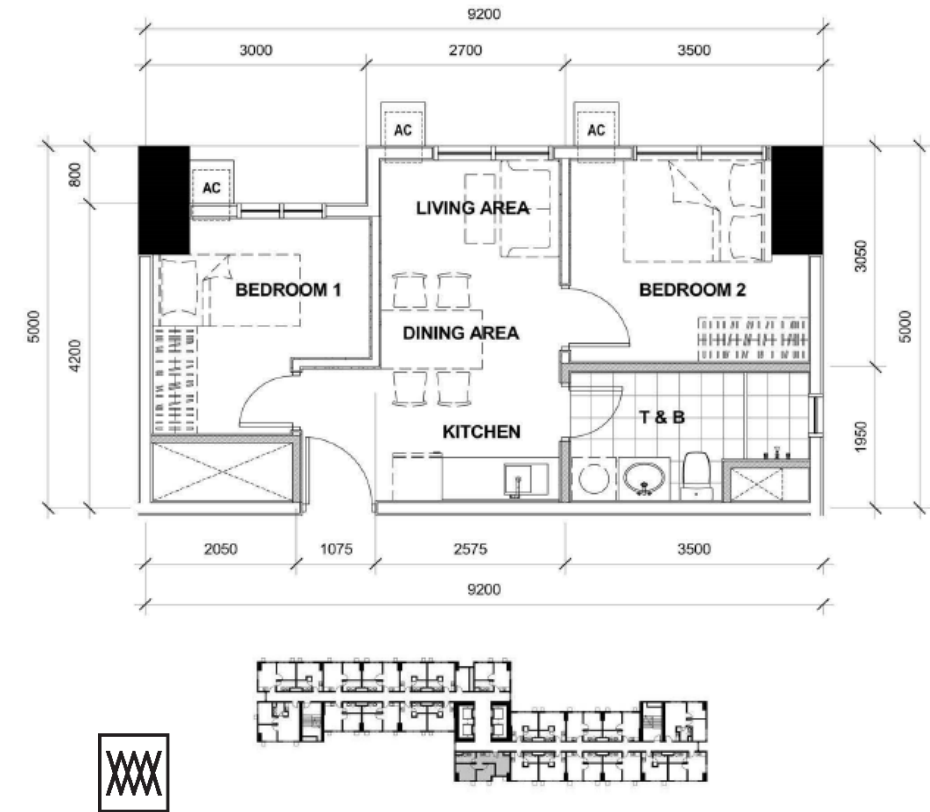 9200
3000 2700 3500
AC AC
AC
800
LIVING AREA
3050
BEDROOM 1 BEDROOM 2
5000 5000
DINING AREA
4200
T & B
KITCHEN
1950
2050 1075 2575 3500
9200